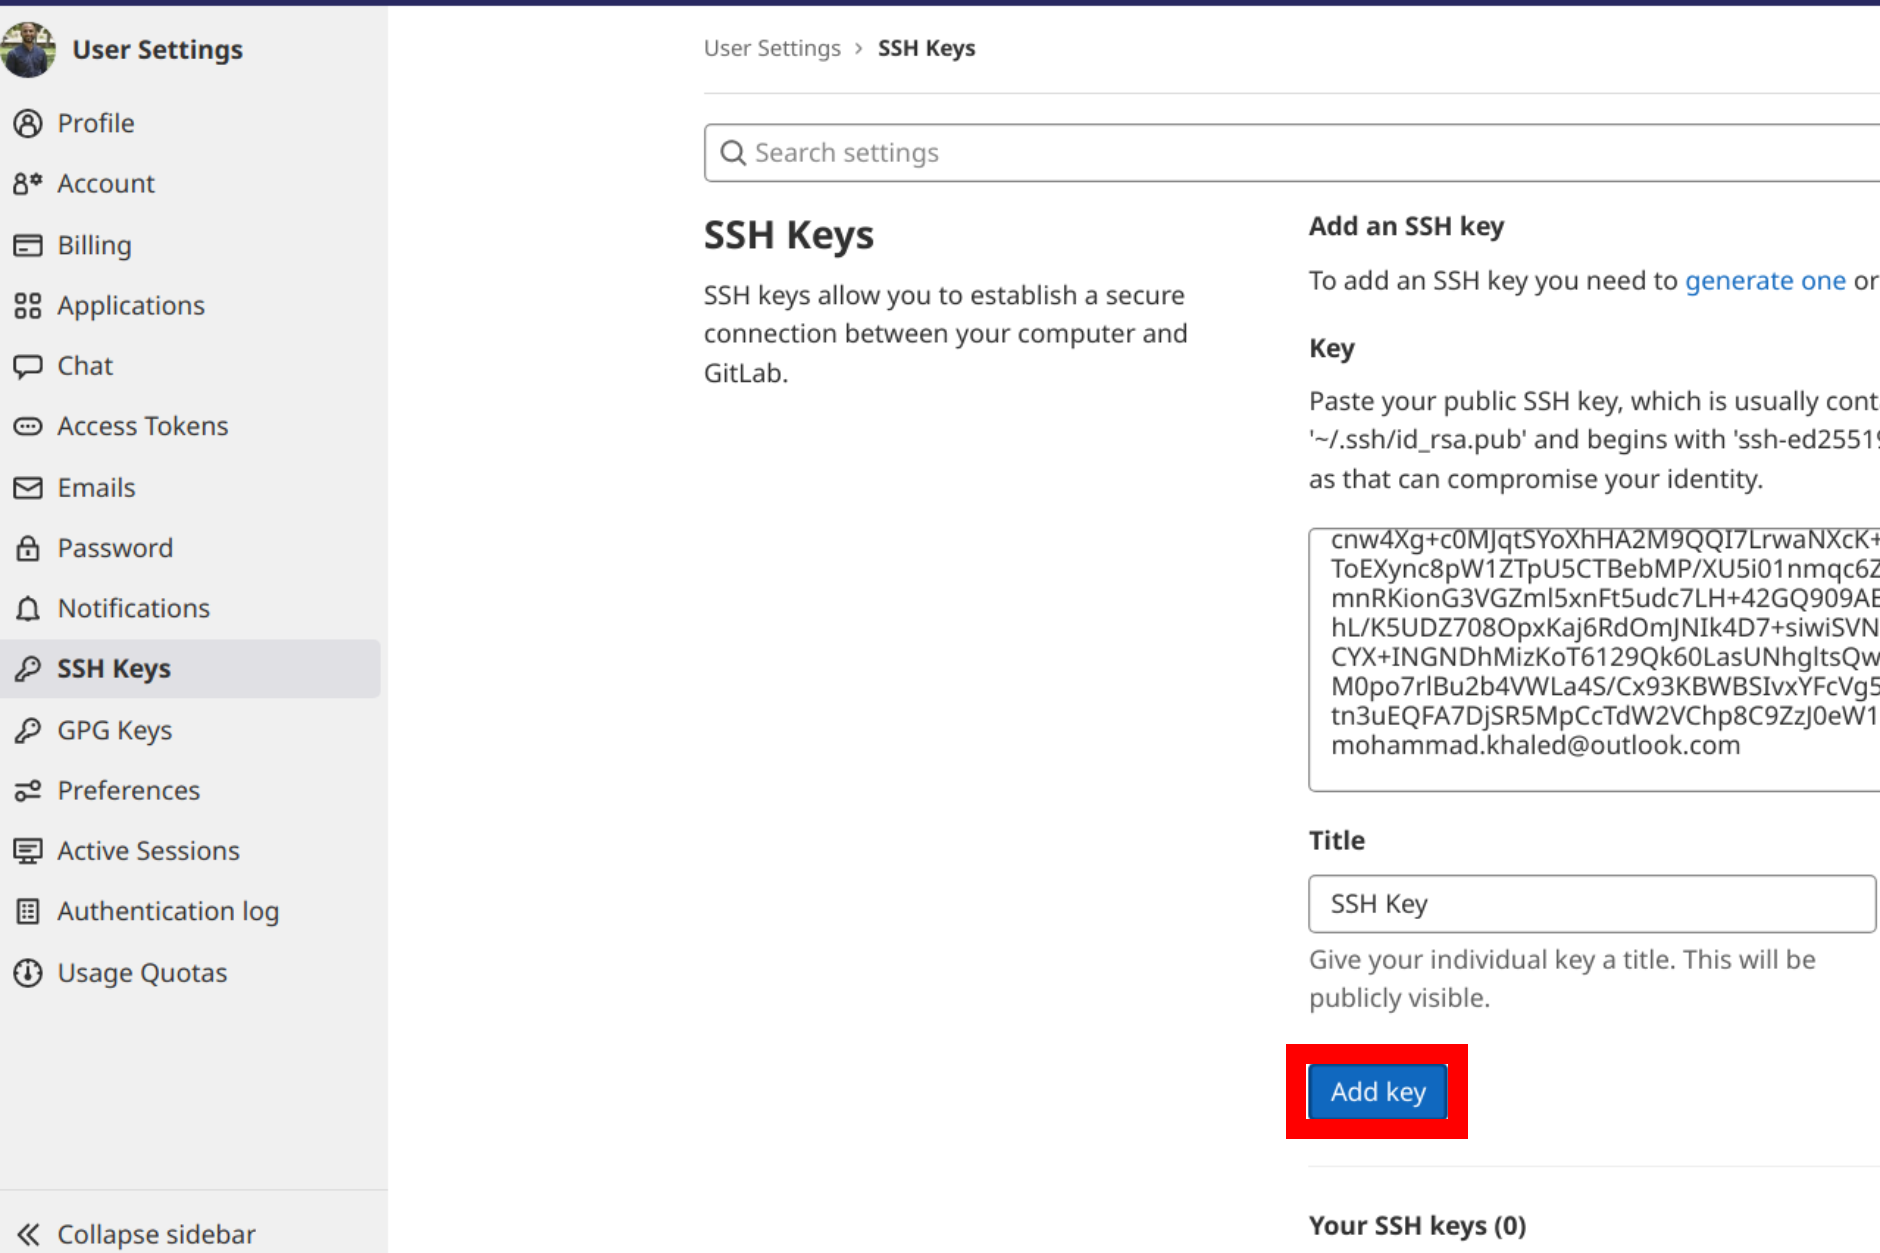 User Settings
Profile
Account
Billing
Applications
Chat
Access Tokens
Emails
Password
Notifications
SSH Keys
GPG Keys
Preferences
Active Sessions
Authentication log
Usage Quotas
Collapse sidebar
User Settings > SSH Keys
Search settings
SSH Keys
SSH keys allow you to establish a secure
connection between your computer and
GitLab.
Add an SSH key
To add an SSH key you need to generate one or
Key
Paste your public SSH key, which is usually cont
'~/.ssh/id_rsa.pub' and begins with 'ssh-ed25519
as that can compromise your identity.
cnw4Xg+c0MJqtSYoXhHA2M9QQI7LrwaNXcK+
ToEXync8pW1ZTpU5CTBebMP/XU5i01nmqc6Z
mnRKionG3VGZml5xnFt5udc7LH+42GQ909AE
hL/K5UDZ708OpxKaj6RdOmJNIk4D7+siwiSVN
CYX+INGNDhMizKoT6129Qk60LasUNhgltsQw
M0po7rlBu2b4VWLa4S/Cx93KBWBSIvxYFcVg5
tn3uEQFA7DjSR5MpCcTdW2VChp8C9ZzJ0eW1
mohammad.khaled@outlook.com
Title
SSH Key
Give your individual key a title. This will be
publicly visible.
Add key
Your SSH keys (0)